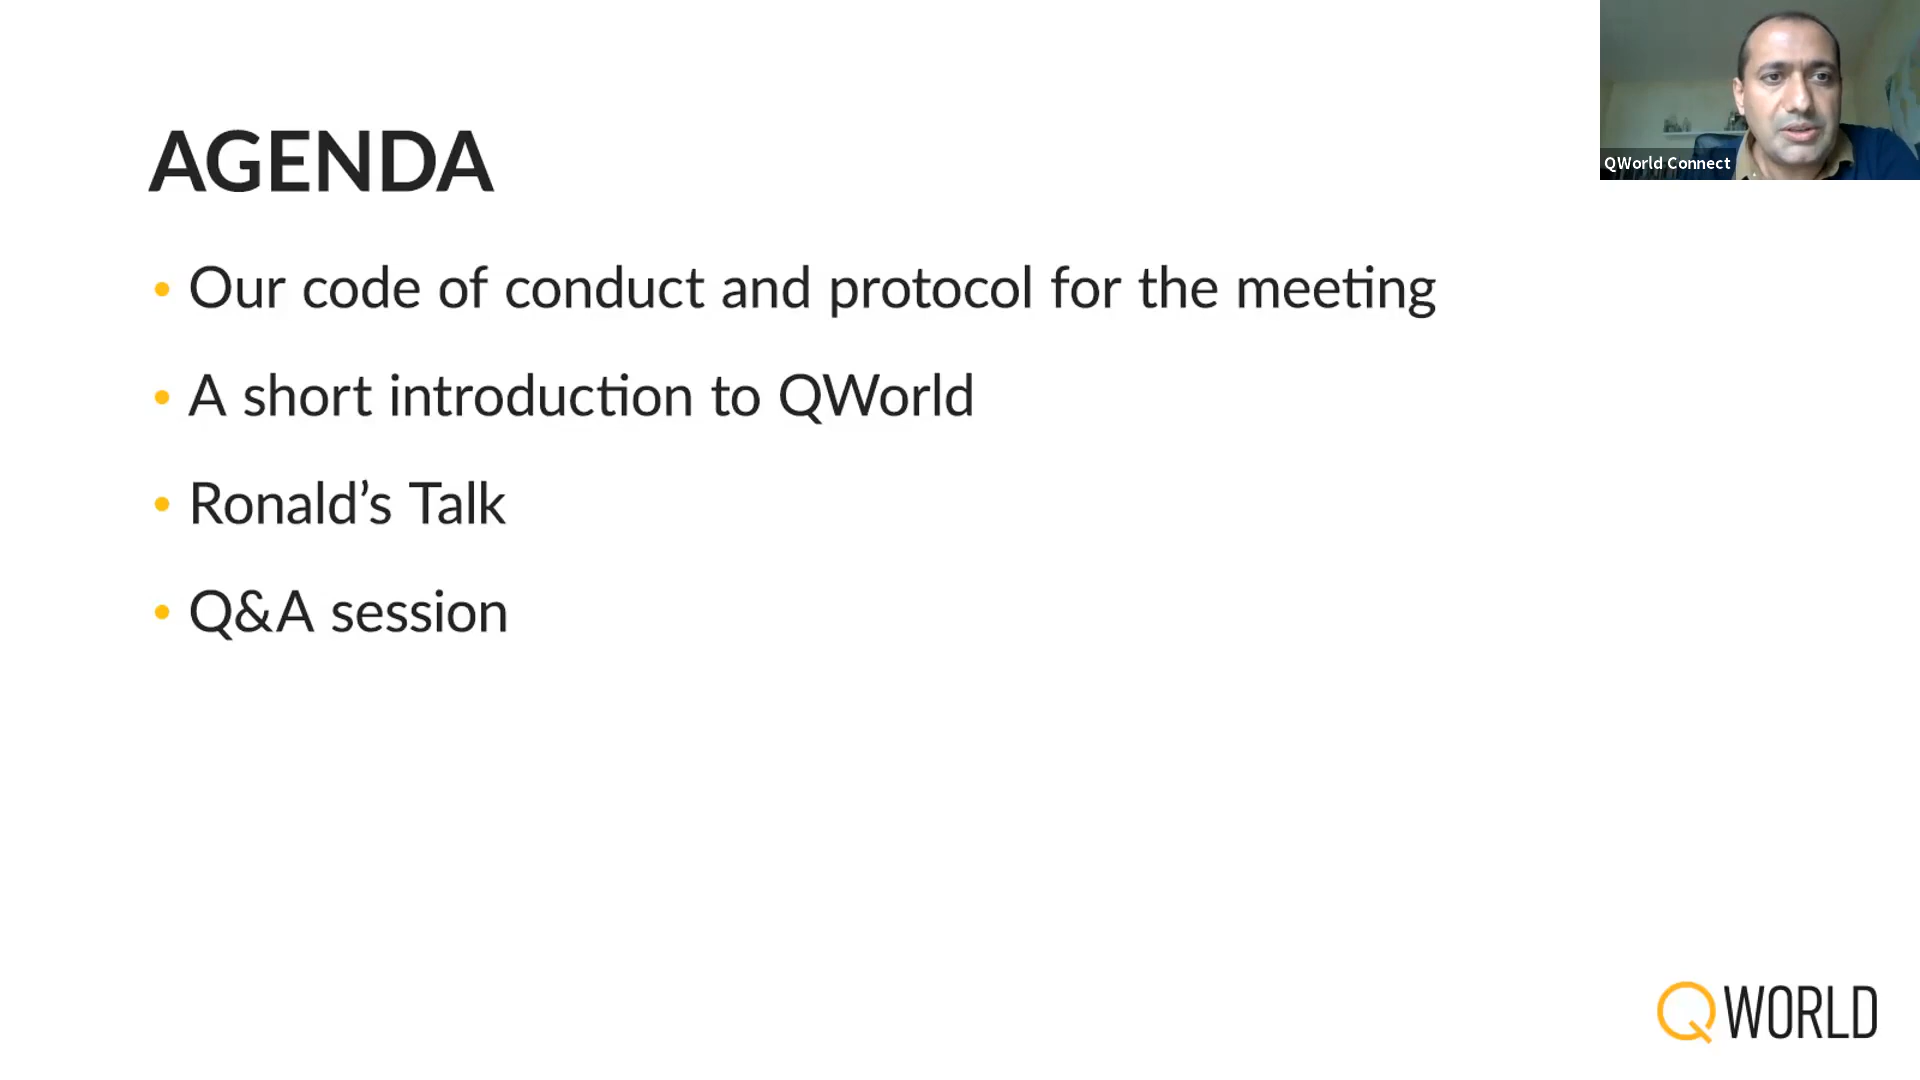 AGENDA
• Our code of conduct and protocol for the meeting
• A short introduction to QWorld
• Ronald’s Talk
• Q&A session
QWorld Connect
QWORLD